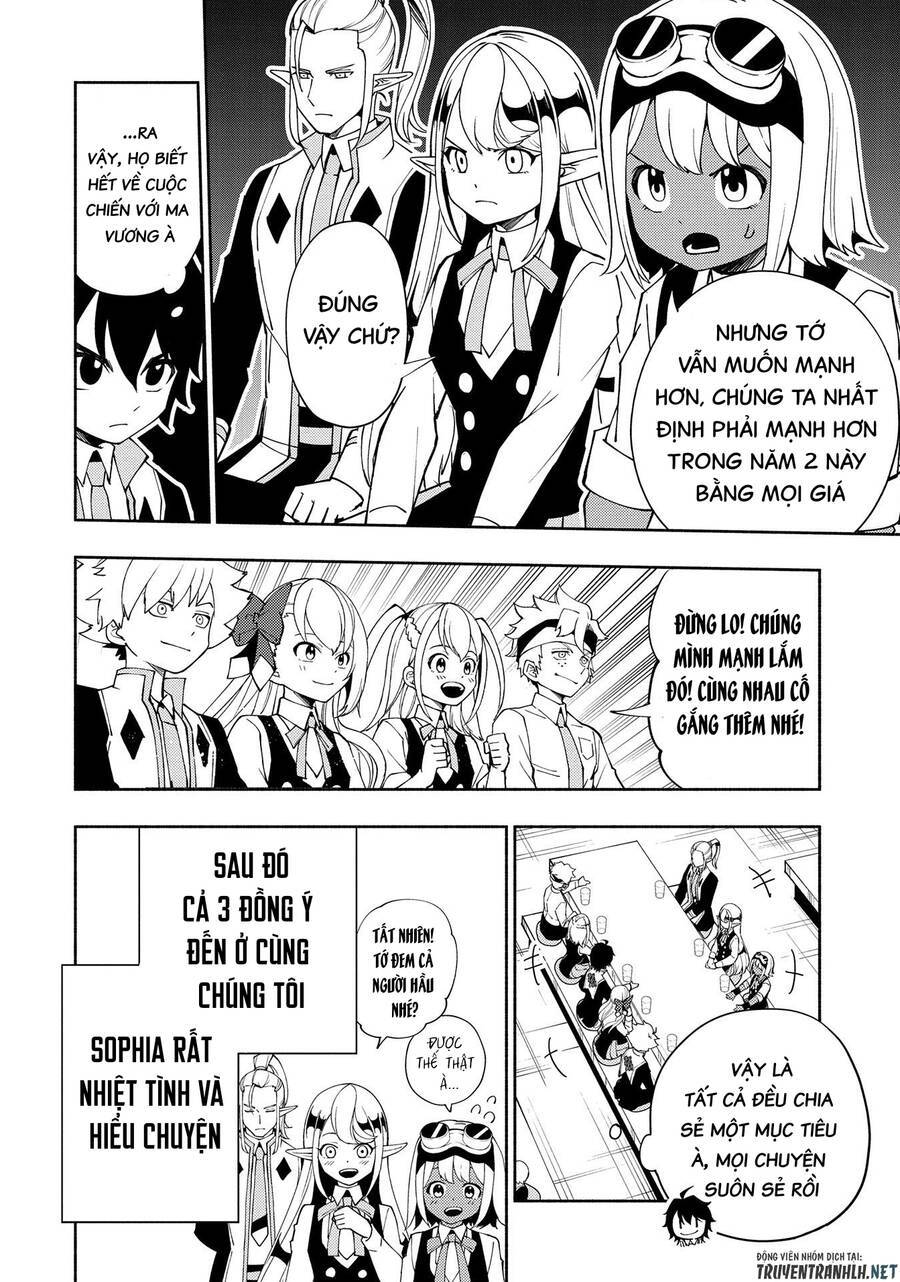 NHƯNG TỚ
VẪN MUỐN MẠNH
HƠN, CHÚNG TA NHẤT
ĐỊNH PHẢI MẠNH HƠN
TRONG NĂM 2 NÀY
BẰNG MỌI GIÁ
ĐÚNG
VẬY CHỨ?
...RA
VẬY, HỌ BIẾT
HẾT VỀ CUỘC
CHIẾN VỚI MA
VƯƠNG À
ĐỪNG LO! CHÚNG
MÌNH MẠNH LẮM
ĐÓ! CÙNG NHAU CỐ
GẮNG THÊM NHÉ!
VẬY LÀ
TẤT CẢ ĐỀU CHIA
SẺ MỘT MỤC TIÊU
À, MỌI CHUYỆN
SUÔN SẺ RỒI
SAU ĐÓ
CẢ 3 ĐỒNG Ý
ĐẾN Ở CÙNG
CHÚNG TÔI
TẤT NHIÊN!
TỚ ĐEM CẢ
NGƯỜI HẦU
NHÉ?
ĐƯỢC
THẾ THẬT
À...
SOPHIA RẤT
NHIỆT TÌNH VÀ
HIỂU CHUYỆN
ĐỘNG VIÊN NHÓM DỊCH TẠI:
TRUYENTRANHLH.NET